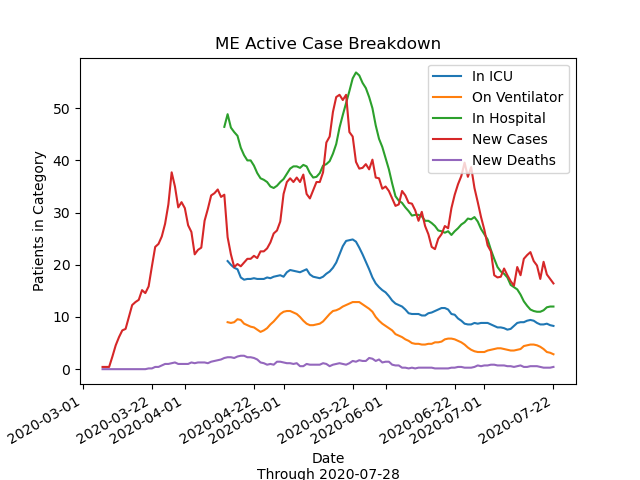 ME Active Case Breakdown
In ICU
On Ventilator
In Hospital
New Cases
New Deaths
Patients in Category
50
40
30
20
10
0
2020-03-01
2020-03-22
2020-04-01
2020-04-22
2020-05-01
2020-05-22
2020-06-01
2020-06-22
2020-07-01
2020-07-22
Date
Through 2020-07-28